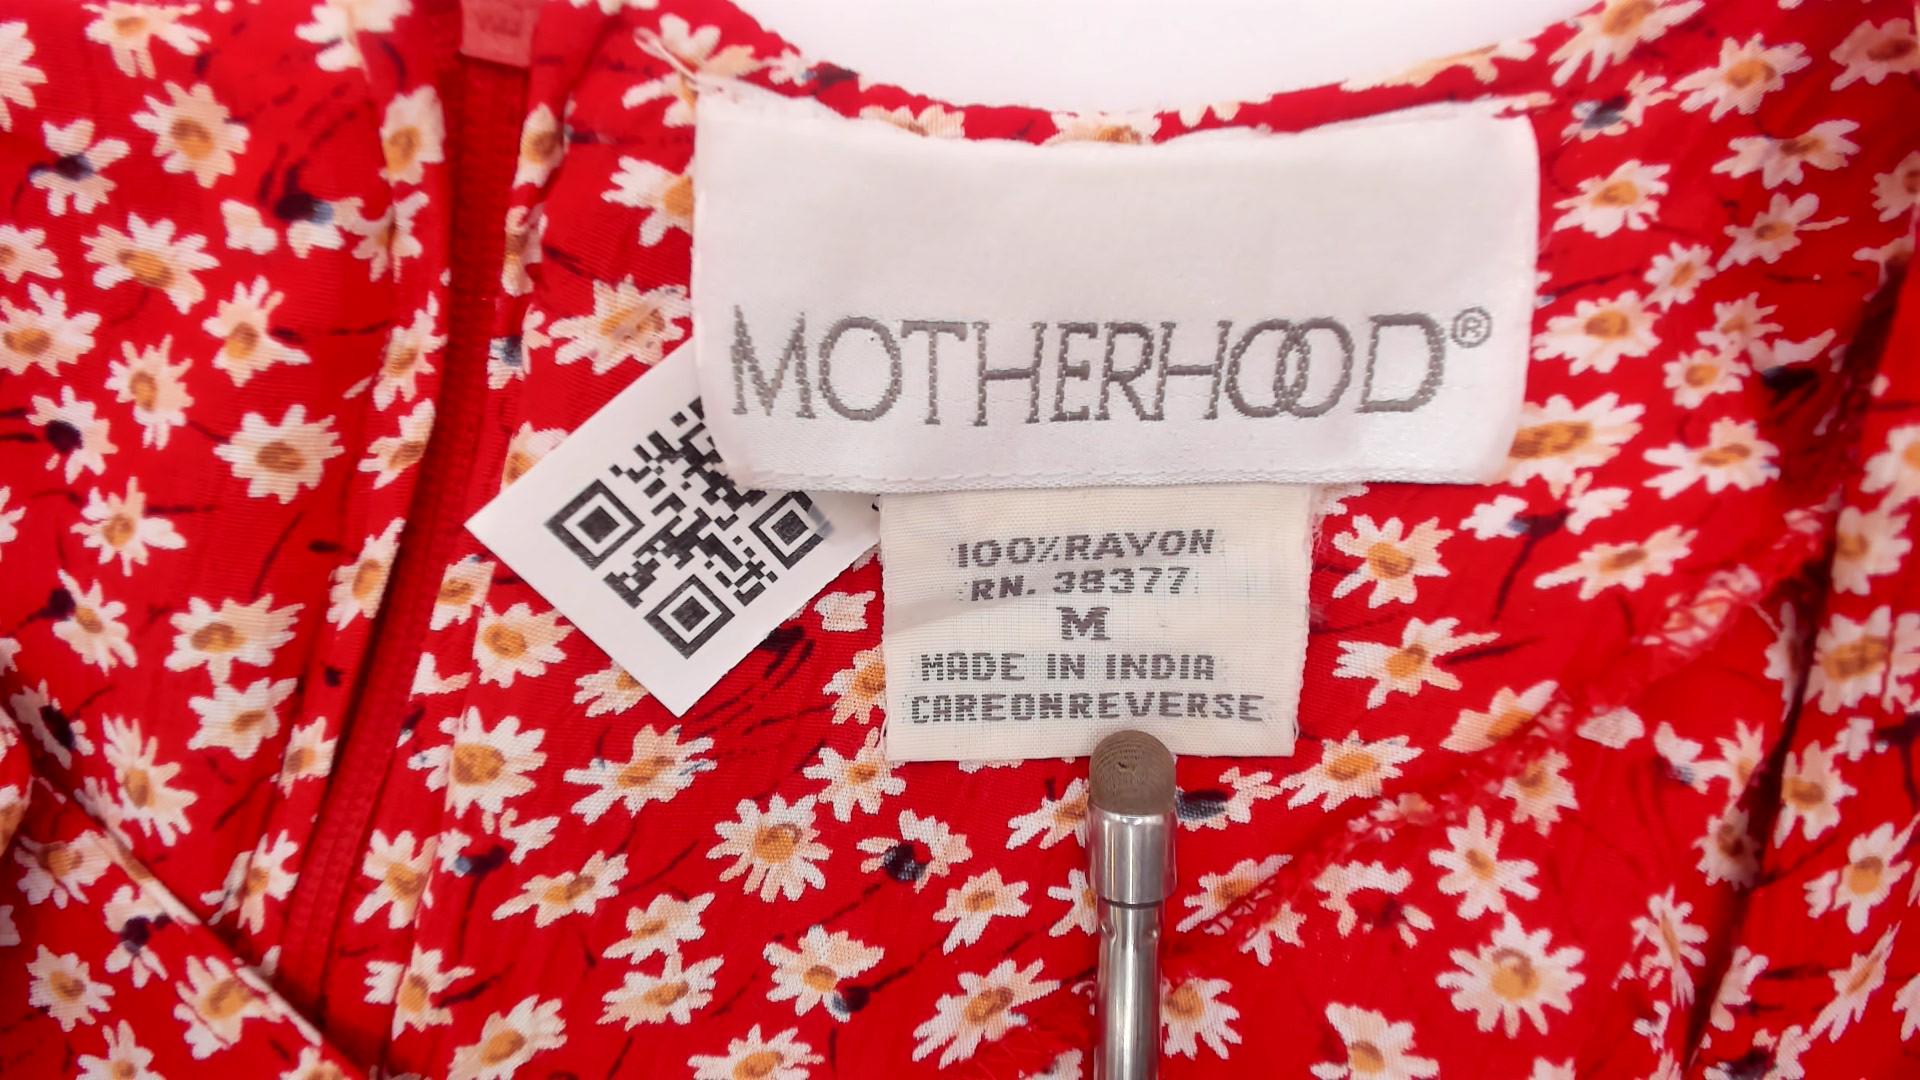 MOTHERHOOD®
100%RAYON
RN. 38377
M
MADE IN INDIA
CAREONREVERSE